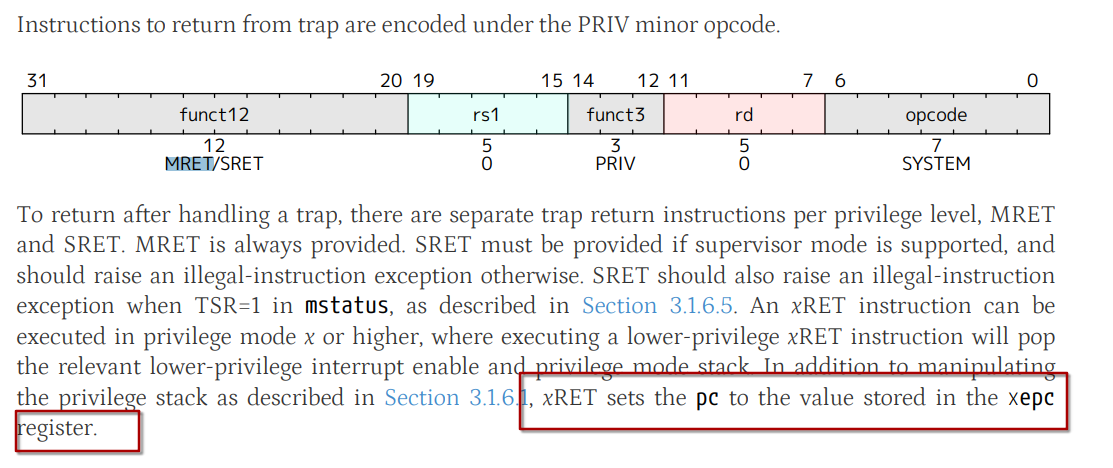 Instructions to return from trap are encoded under the PRIV minor opcode.
31 20 19 15 14 12 11 7 6 0
funct12 rs1 funct3 rd opcode
12 5 3 5 7
MRET/SRET 0 PRIV 0 SYSTEM
To return after handling a trap, there are separate trap return instructions per privilege level, MRET
and SRET. MRET is always provided. SRET must be provided if supervisor mode is supported, and
should raise an illegal-instruction exception otherwise. SRET should also raise an illegal-instruction
exception when TSR=1 in mstatus, as described in Section 3.1.6.5. An xRET instruction can be
executed in privilege mode x or higher, where executing a lower-privilege xRET instruction will pop
the relevant lower-privilege interrupt enable and privilege mode stack. In addition to manipulating
the privilege stack as described in Section 3.1.6.1, xRET sets the pc to the value stored in the xepc
register.